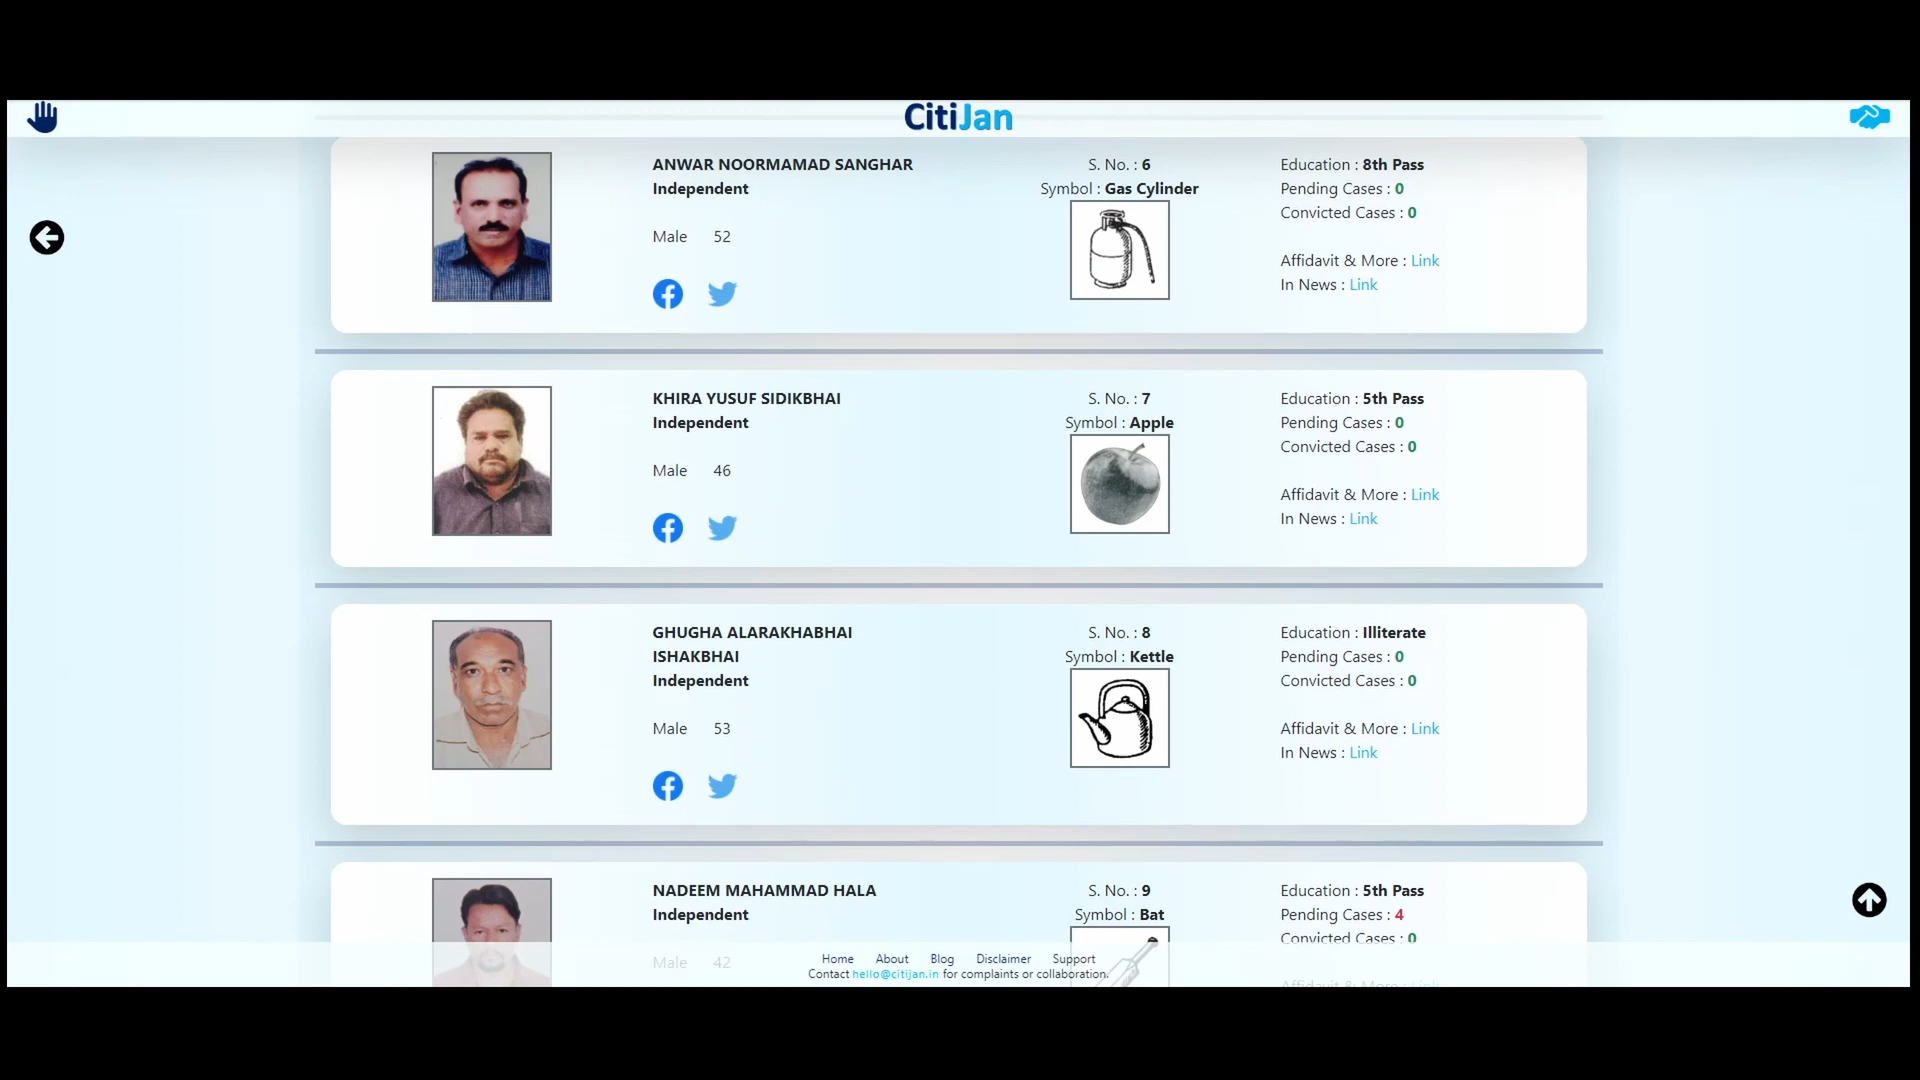 CitiJan
ANWAR NOORMAMAD SANGHAR
Independent
Male 52
S. No. : 6
Symbol : Gas Cylinder
Education : 8th Pass
Pending Cases : 0
Convicted Cases : 0
Affidavit & More : Link
In News : Link
KHIRA YUSUF SIDIKBHAI
Independent
Male 46
S. No. : 7
Symbol : Apple
Education : 5th Pass
Pending Cases : 0
Convicted Cases : 0
Affidavit & More : Link
In News : Link
GHUGHA ALARAKHABHAI
ISHAKBHAI
Independent
Male 53
S. No. : 8
Symbol : Kettle
Education : Illiterate
Pending Cases : 0
Convicted Cases : 0
Affidavit & More : Link
In News : Link
NADEEM MAHAMMAD HALA
Independent
Male 42
S. No. : 9
Symbol : Bat
Education : 5th Pass
Pending Cases : 4
Convicted Cases : 0
Affidavit & More : Link
Home About Blog Disclaimer Support
Contact hello@citijan.in for complaints or collaboration.